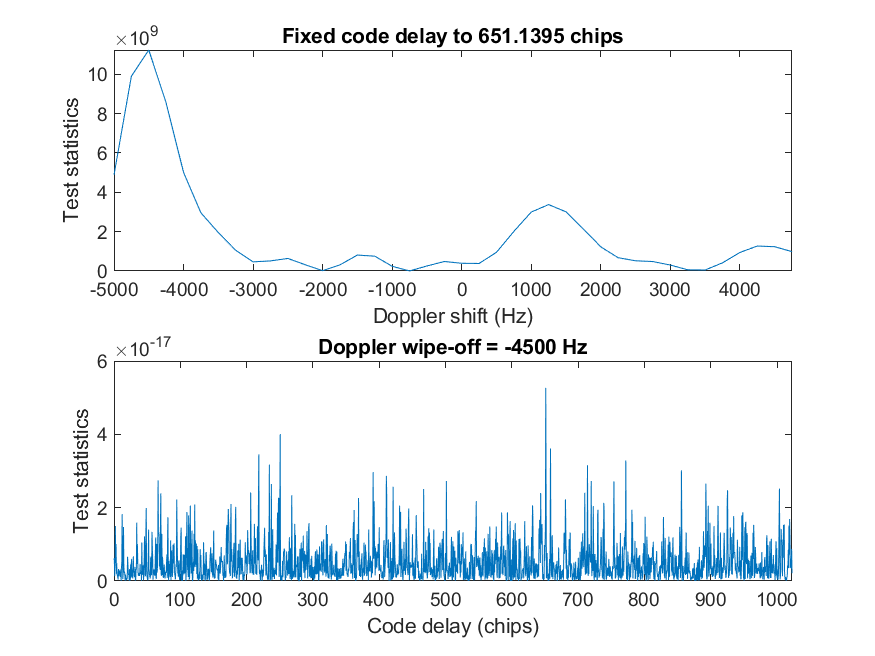 ×10^9
Fixed code delay to 651.1395 chips
10
8
6
4
2
0
Test statistics
-5000 -4000 -3000 -2000 -1000 0 1000 2000 3000 4000
Doppler shift (Hz)
×10^-17
Doppler wipe-off = -4500 Hz
6
4
2
0
Test statistics
0 100 200 300 400 500 600 700 800 900 1000
Code delay (chips)